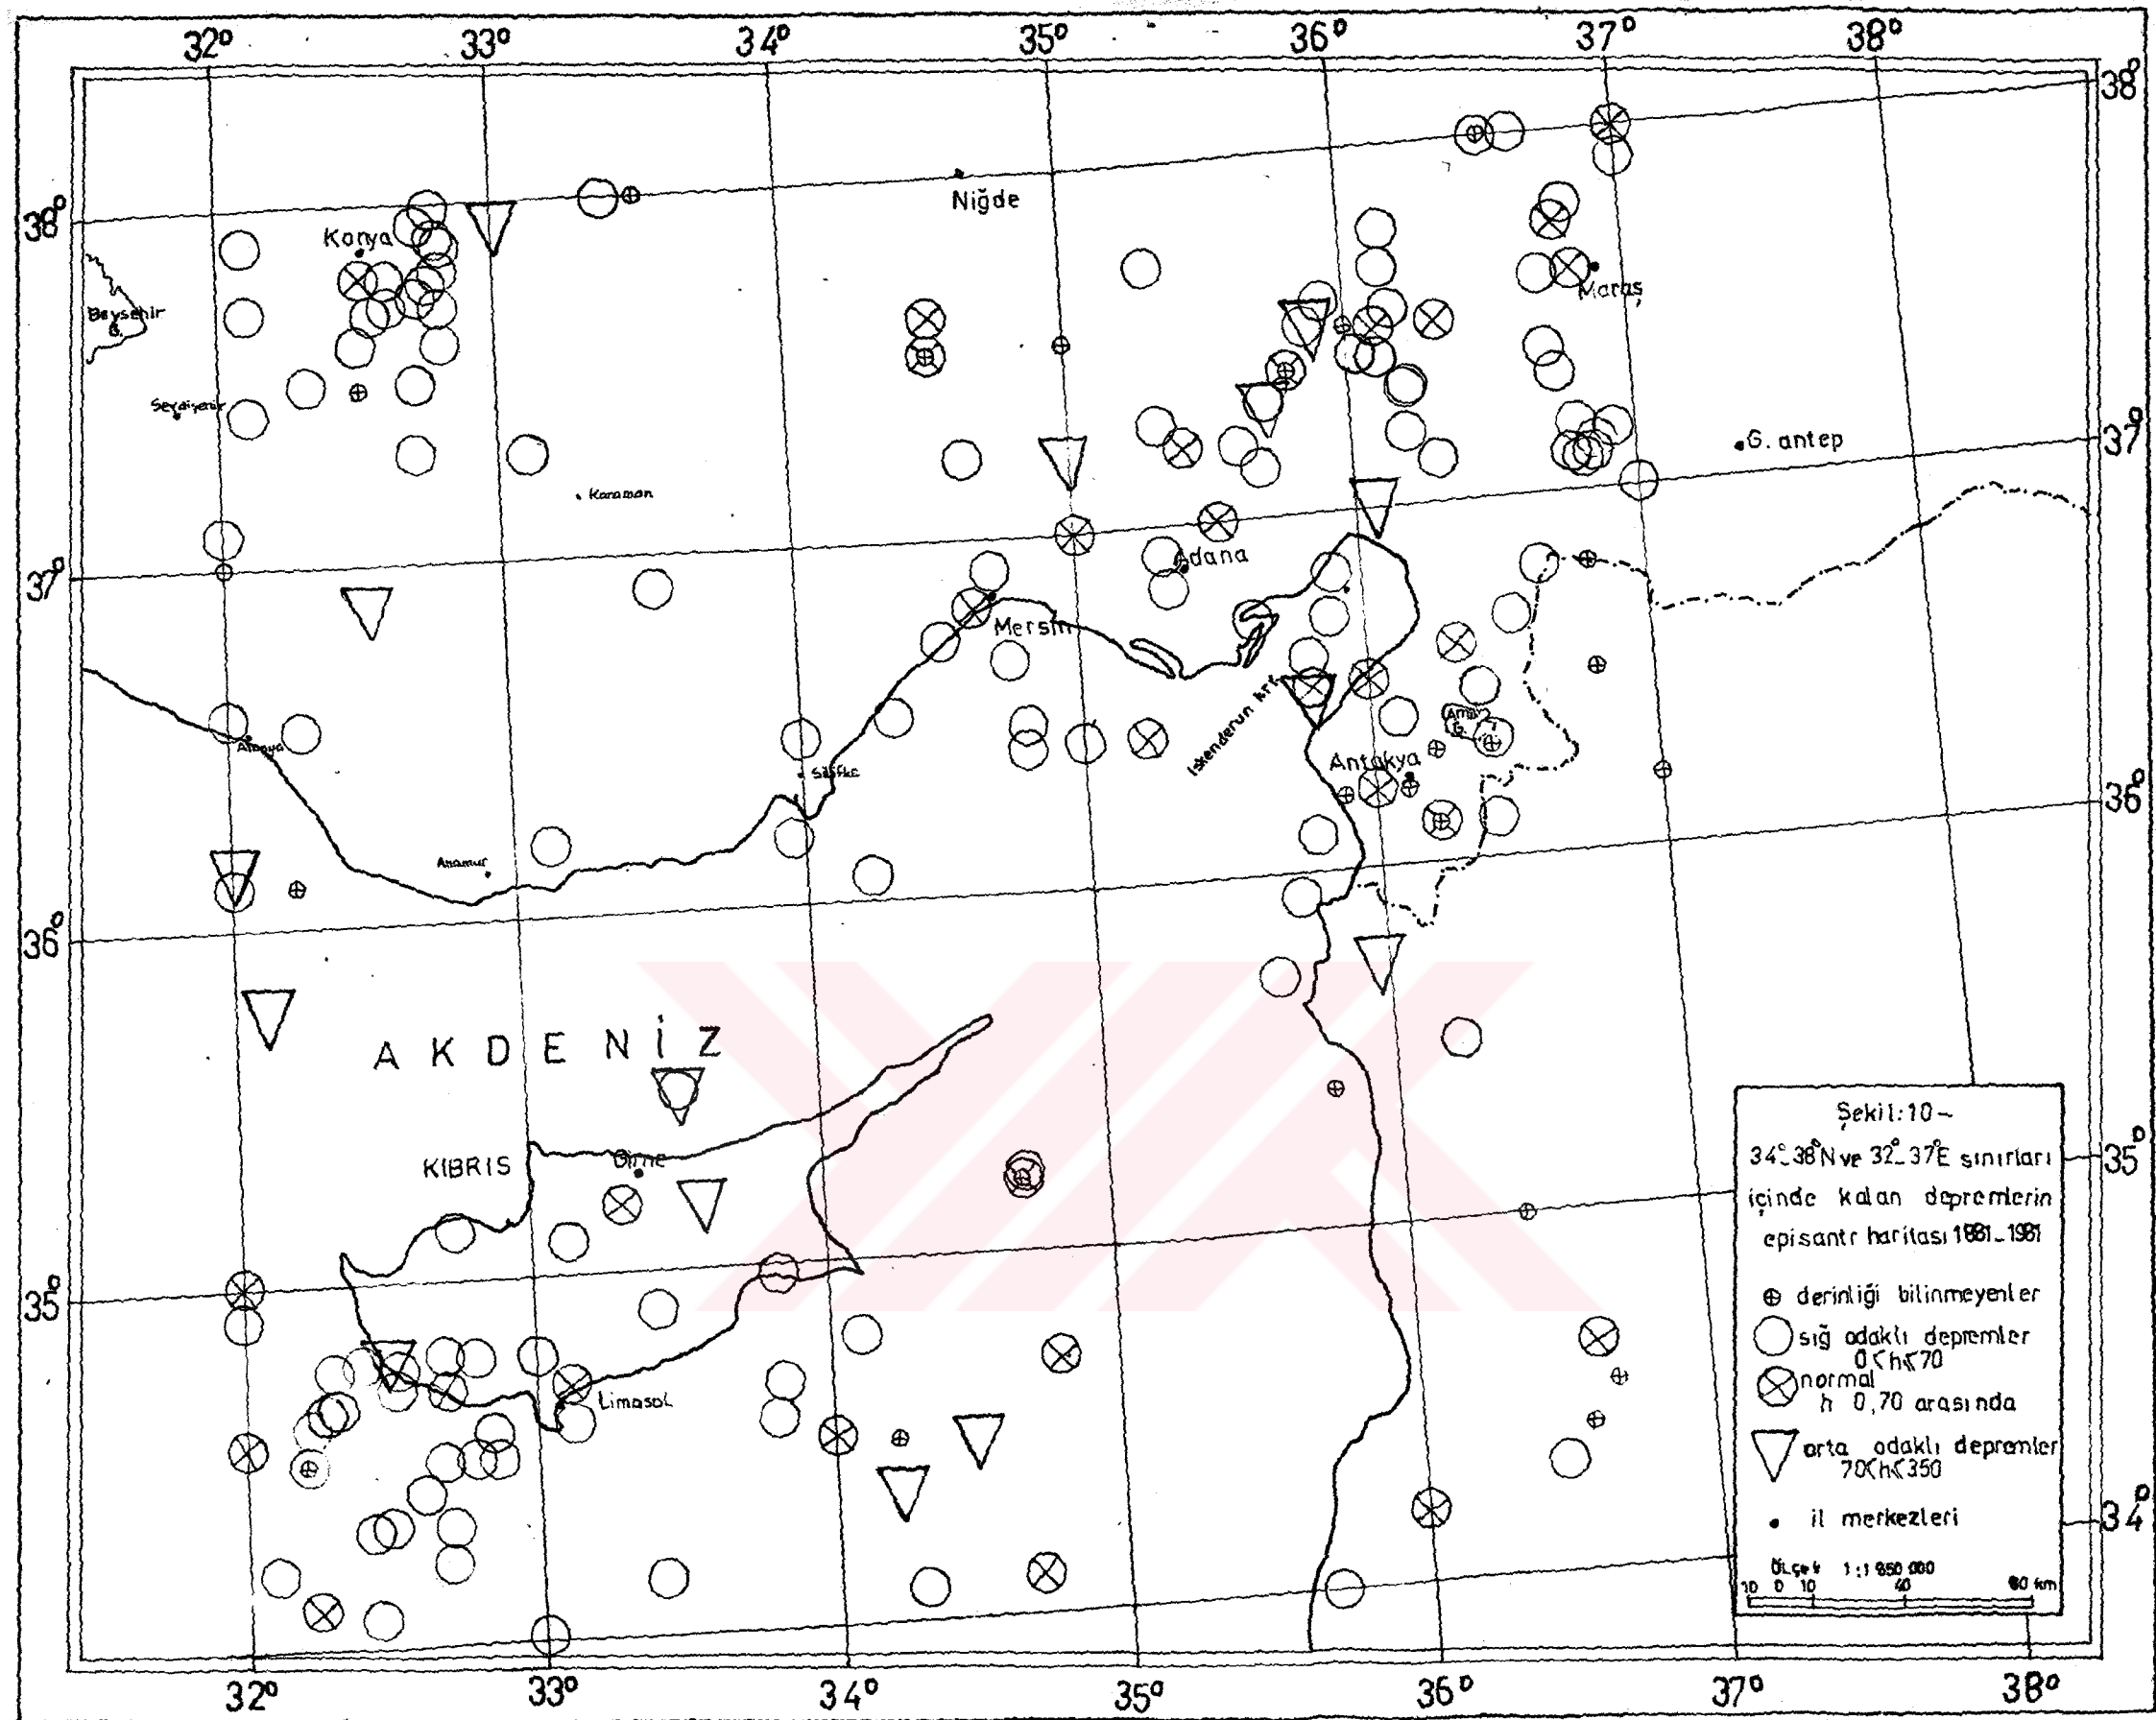 32° 33° 34° 35° 36° 37° 38°
38°
Niğde
38°
Konya
Maraş
Beyşehir
G.
Seydişehir
37°
G. antep
Karaman
Adana
37°
Mersin
Amik
G.
Alanya
İskenderun krf.
Silifke
Antakya
36°
Anamur
36°
AKDENİZ
Şekil:10-
34°-38°N ve 32°-37°E sınırları
35°
KIBRIS
Girne
içinde kalan depremlerin
episantr haritası 1881-1981
35°
derinliği bilinmeyenler
sığ odaklı depremler
0<h≤70
normal
h 0,70 arasında
Limasol
orta odaklı depremler
70<h≤350
il merkezleri
34°
Ölçek 1:1 850 000
10 0 10 40 80 km
32° 33° 34° 35° 36° 37° 38°